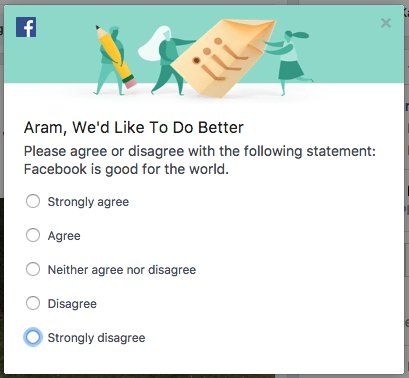 Aram, We'd Like To Do Better
Please agree or disagree with the following statement:
Facebook is good for the world.
Strongly agree
Agree
Neither agree nor disagree
Disagree
Strongly disagree